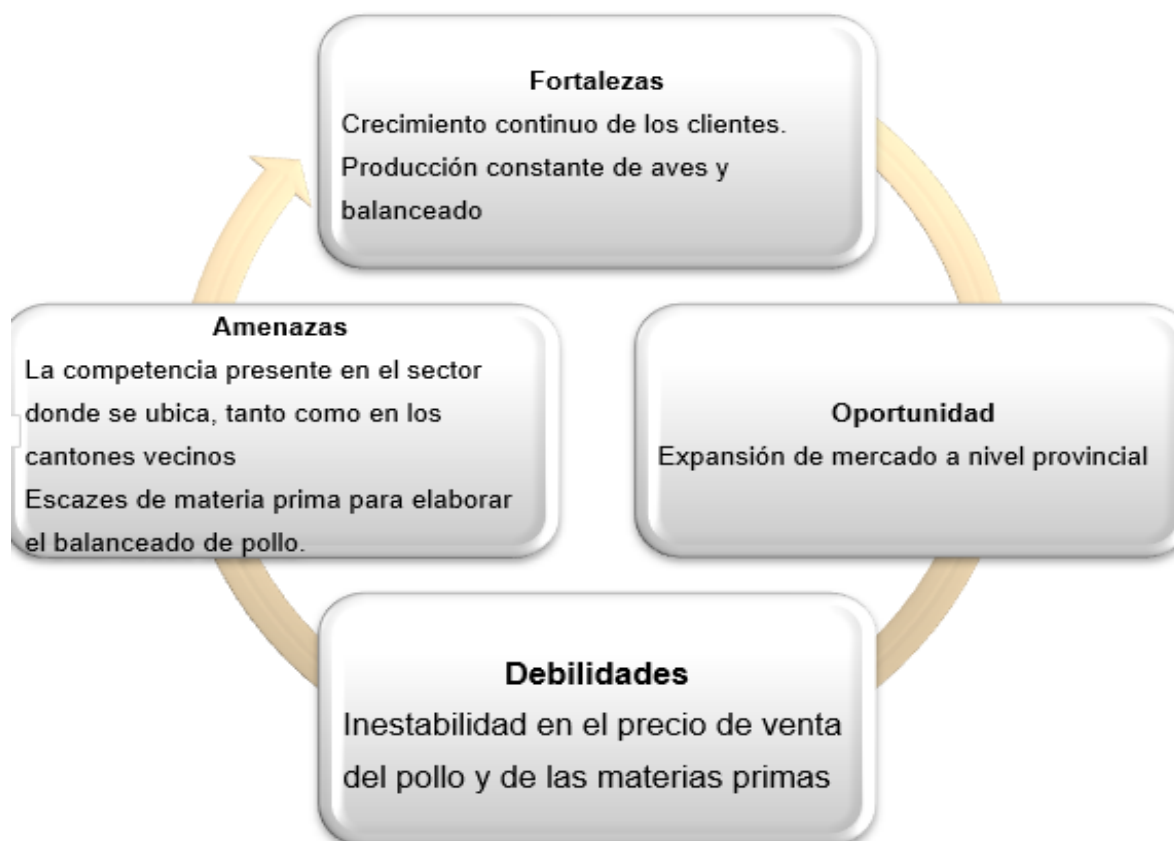 Fortalezas
Crecimiento continuo de los clientes.
Producción constante de aves y
balanceado
Amenazas
La competencia presente en el sector
donde se ubica, tanto como en los
cantones vecinos
Escazes de materia prima para elaborar
el balanceado de pollo.
Oportunidad
Expansión de mercado a nivel provincial
Debilidades
Inestabilidad en el precio de venta
del pollo y de las materias primas